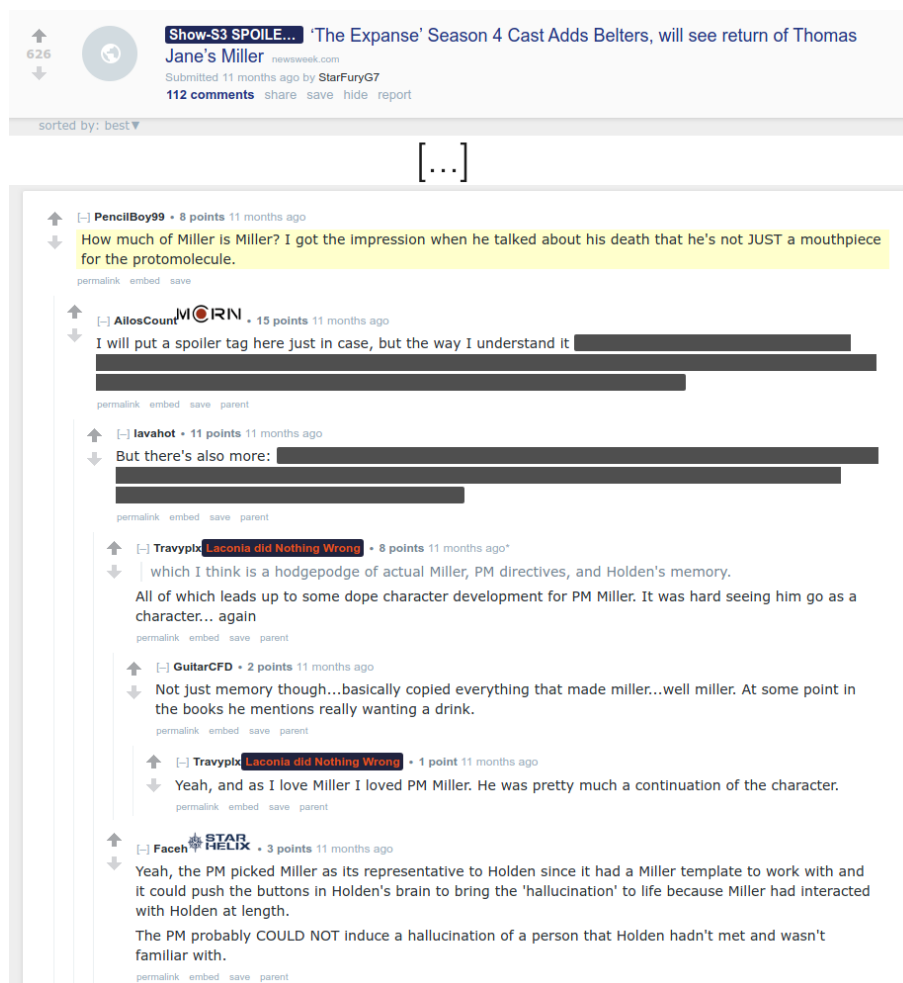 Show-S3 SPOILE... ‘The Expanse’ Season 4 Cast Adds Belters, will see return of Thomas
626
Jane’s Miller newsweek.com
Submitted 11 months ago by StarFuryG7
112 comments share save hide report
sorted by: best▼
[...]
[–] PencilBoy99 • 8 points 11 months ago
How much of Miller is Miller? I got the impression when he talked about his death that he's not JUST a mouthpiece
for the protomolecule.
permalink embed save
[–] AilosCount MCRN • 15 points 11 months ago
I will put a spoiler tag here just in case, but the way I understand it
permalink embed save parent
[–] lavahot • 11 points 11 months ago
But there's also more:
permalink embed save parent
[–] Travyplx Laconia did Nothing Wrong • 8 points 11 months ago*
which I think is a hodgepodge of actual Miller, PM directives, and Holden's memory.
All of which leads up to some dope character development for PM Miller. It was hard seeing him go as a
character... again
permalink embed save parent
[–] GuitarCFD • 2 points 11 months ago
Not just memory though...basically copied everything that made miller...well miller. At some point in
the books he mentions really wanting a drink.
permalink embed save parent
[–] Travyplx Laconia did Nothing Wrong • 1 point 11 months ago
Yeah, and as I love Miller I loved PM Miller. He was pretty much a continuation of the character.
permalink embed save parent
[–] Faceh STAR HELIX • 3 points 11 months ago
Yeah, the PM picked Miller as its representative to Holden since it had a Miller template to work with and
it could push the buttons in Holden's brain to bring the 'hallucination' to life because Miller had interacted
with Holden at length.
The PM probably COULD NOT induce a hallucination of a person that Holden hadn't met and wasn't
familiar with.
permalink embed save parent